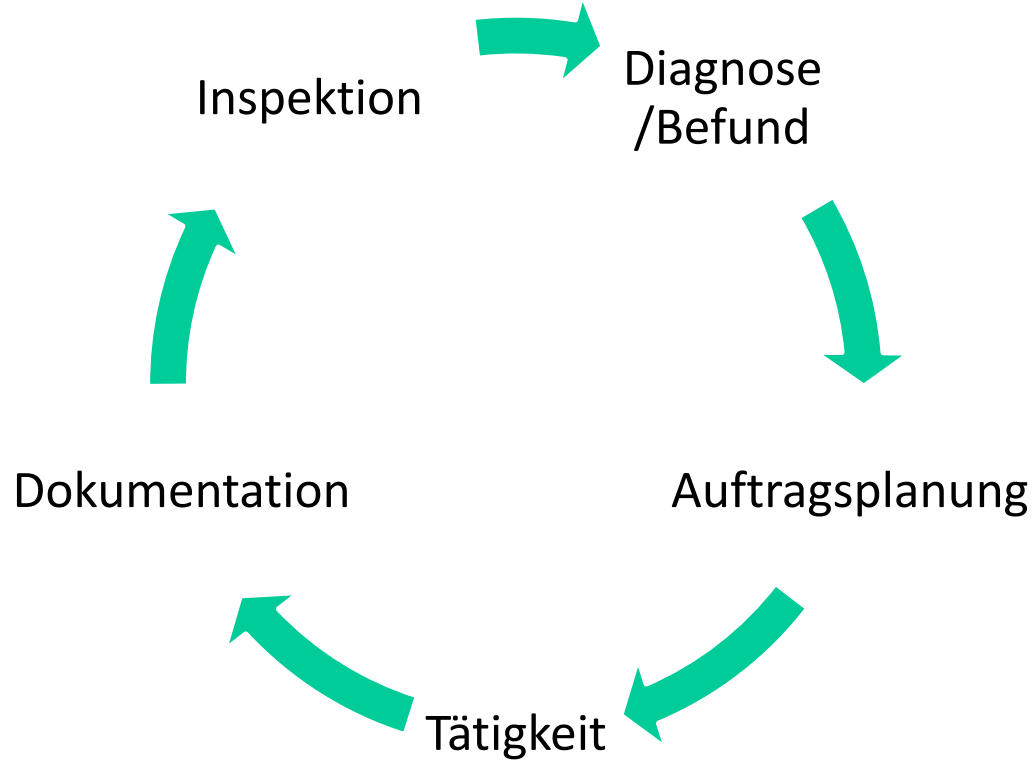 Inspektion
Diagnose
/Befund
Auftragsplanung
Tätigkeit
Dokumentation